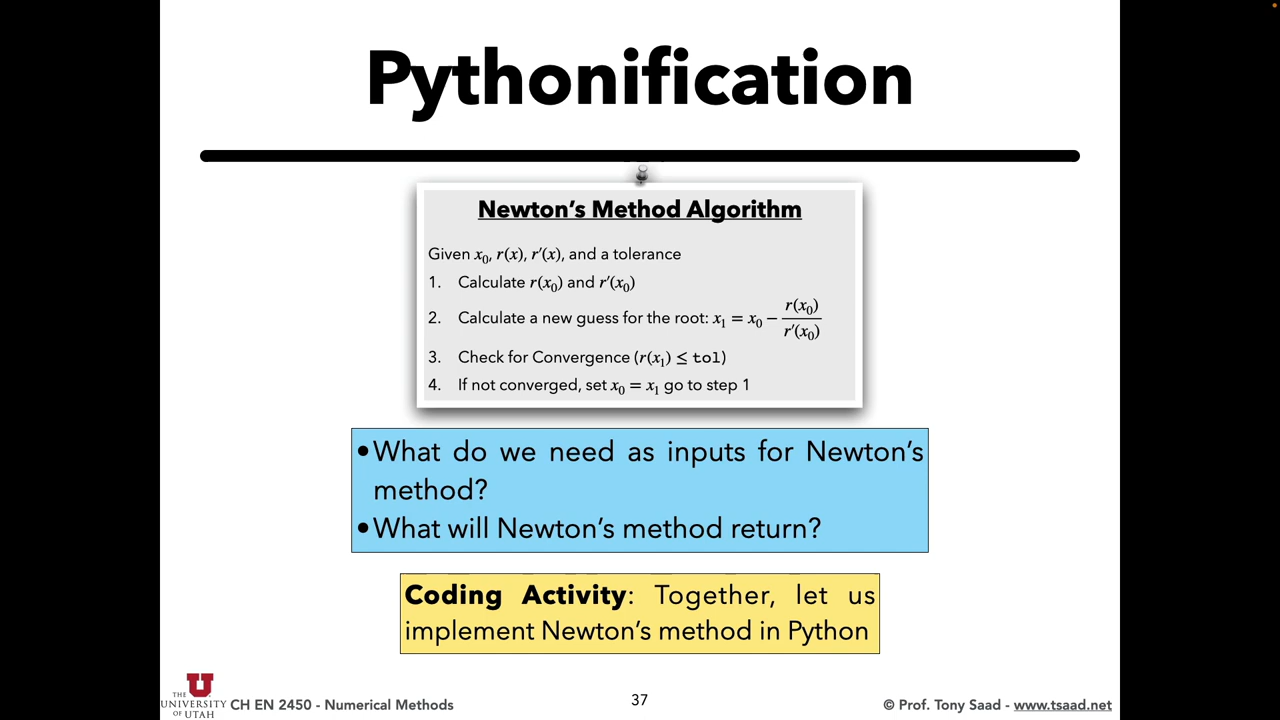 Pythonification
Newton's Method Algorithm
Given x₀, r(x), r′(x), and a tolerance
1. Calculate r(x₀) and r′(x₀)
2. Calculate a new guess for the root: x₁ = x₀ − r(x₀)/r′(x₀)
3. Check for Convergence (r(x₁) ≤ tol)
4. If not converged, set x₀ = x₁ go to step 1
•What do we need as inputs for Newton's
method?
•What will Newton's method return?
Coding Activity: Together, let us
implement Newton's method in Python
THE
UNIVERSITY
OF UTAH
CH EN 2450 - Numerical Methods
37
© Prof. Tony Saad - www.tsaad.net